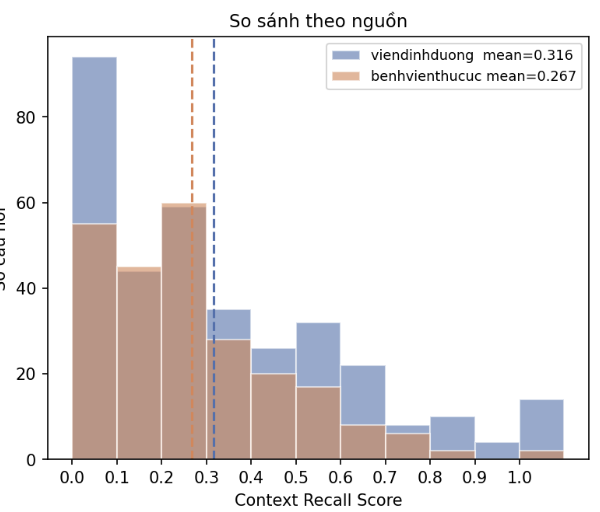 So sánh theo nguồn
viendinhduong mean=0.316
benhvienthucuc mean=0.267
80
60
40
20
0
0.0 0.1 0.2 0.3 0.4 0.5 0.6 0.7 0.8 0.9 1.0
Context Recall Score